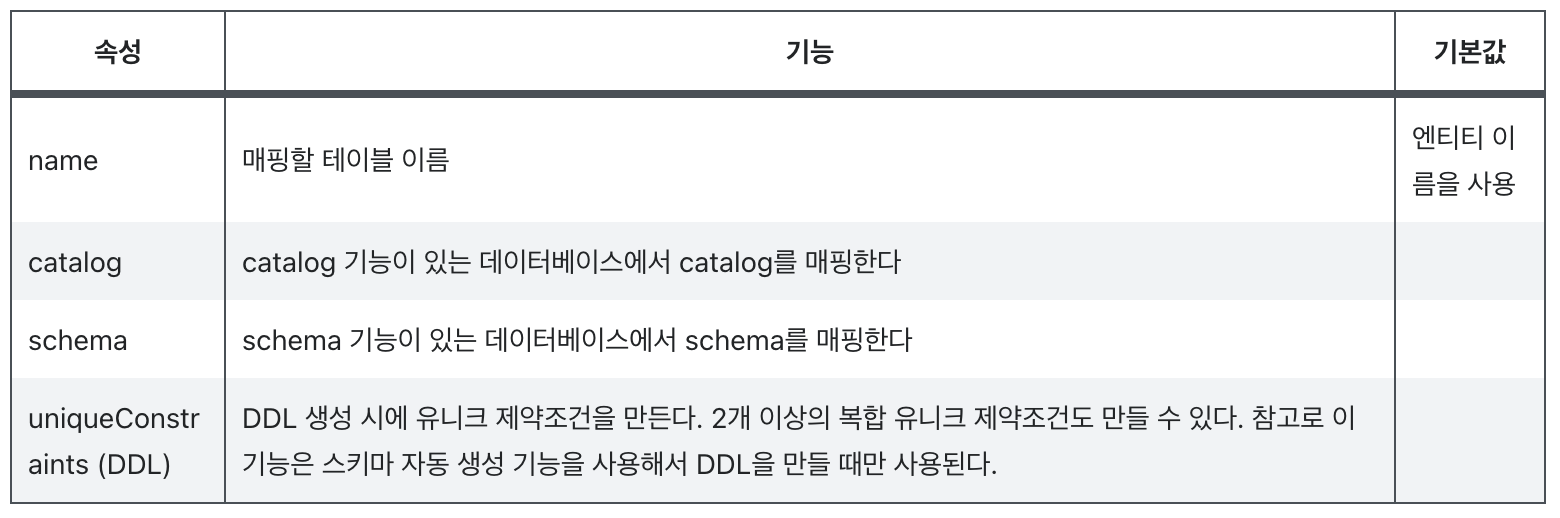 속성 기능 기본값
name 매핑할 테이블 이름 엔티티 이
름을 사용
catalog catalog 기능이 있는 데이터베이스에서 catalog를 매핑한다
schema schema 기능이 있는 데이터베이스에서 schema를 매핑한다
uniqueConstr DDL 생성 시에 유니크 제약조건을 만든다. 2개 이상의 복합 유니크 제약조건도 만들 수 있다. 참고로 이
aints (DDL) 기능은 스키마 자동 생성 기능을 사용해서 DDL을 만들 때만 사용된다.